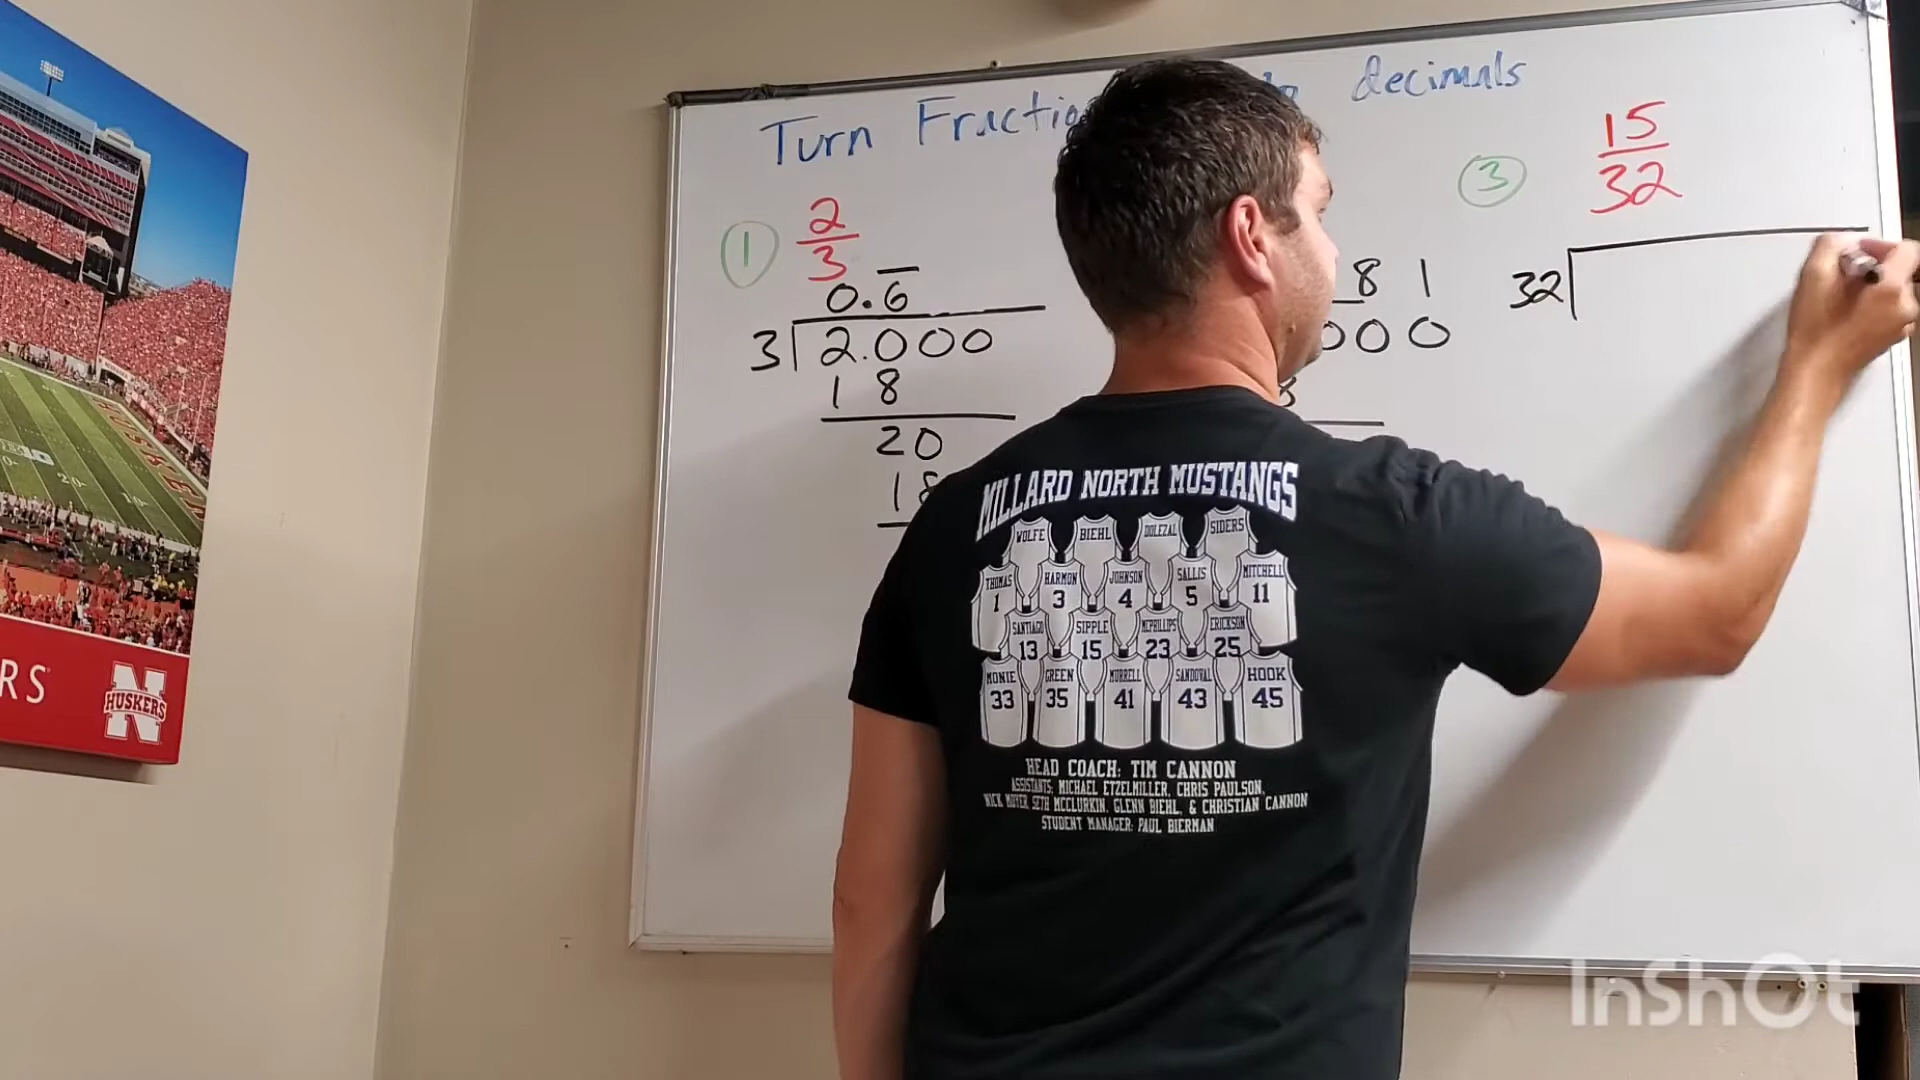 Turn Fractio decimals
1
2
3
0.6
3 2.000
18
20
18
81
000
3
15
32
32
MILLARD NORTH MUSTANGS
WOLFE BIEHL DOLEZAL SIDERS
THOMAS HARMON JOHNSON SALLIS MITCHELL
1 3 4 5 11
SANTIAGO SIPPLE MCPHILLIPS ERICKSON
13 15 23 25
MONIE GREEN MURRELL SANDOVAL HOOK
33 35 41 43 45
HEAD COACH: TIM CANNON
ASSISTANTS: MICHAEL ETZELMILLER, CHRIS PAULSON,
NICK MOYER, SETH MCCLURKIN, GLENN BIEHL, & CHRISTIAN CANNON
STUDENT MANAGER: PAUL BIERMAN
RS
N
HUSKERS
InShOt